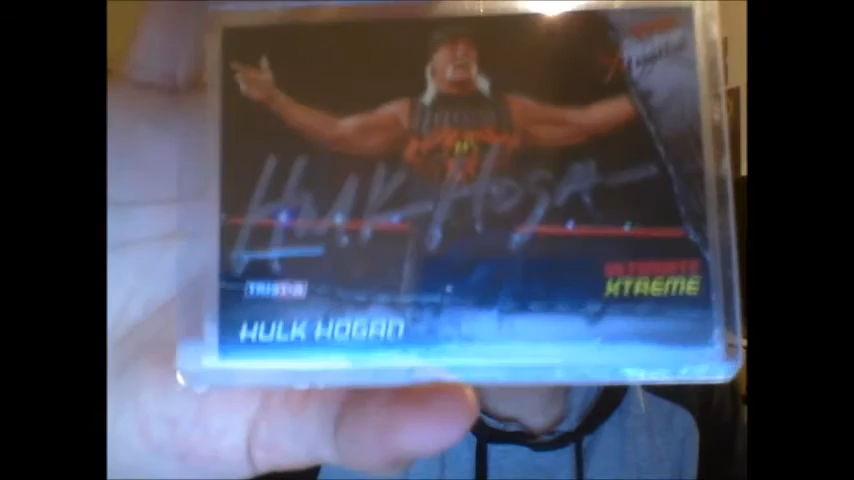 Hulk Hogan
ULTIMATE
XTREME
TRISTAR
HULK HOGAN